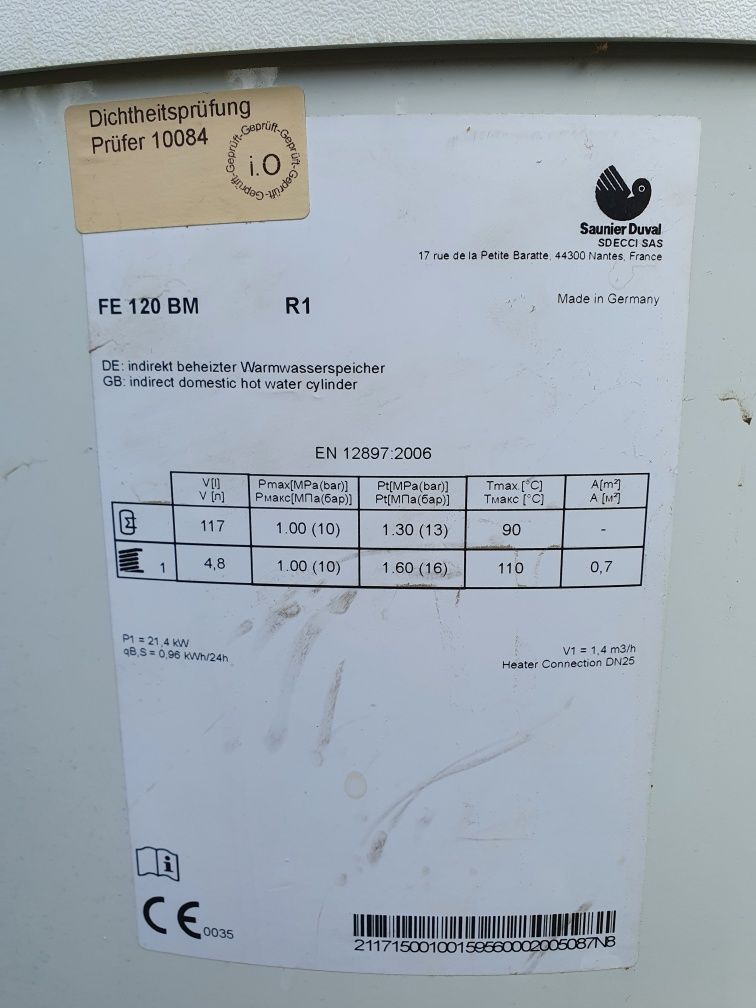 Dichtheitsprüfung
Prüfer 10084
Geprüft-Geprüft-Geprüft-Geprüft-Geprüft-Geprüft-
i.O
Saunier Duval
SDECCI SAS
17 rue de la Petite Baratte, 44300 Nantes, France
FE 120 BM R1
Made in Germany
DE: indirekt beheizter Warmwasserspeicher
GB: indirect domestic hot water cylinder
EN 12897:2006
V[l] Pmax[MPa(bar)] Pt[MPa(bar)] Tmax.[°C] A[m²]
V [л] Рмакс[МПа(бар)] Pt[МПа(бар)] Тмакс [°C] A [м²]
117 1.00 (10) 1.30 (13) 90 -
1 4,8 1.00 (10) 1.60 (16) 110 0,7
P1 = 21,4 kW
qB,S = 0,96 kWh/24h
V1 = 1,4 m3/h
Heater Connection DN25
i
CE 0035
21171500100159560002005087N8